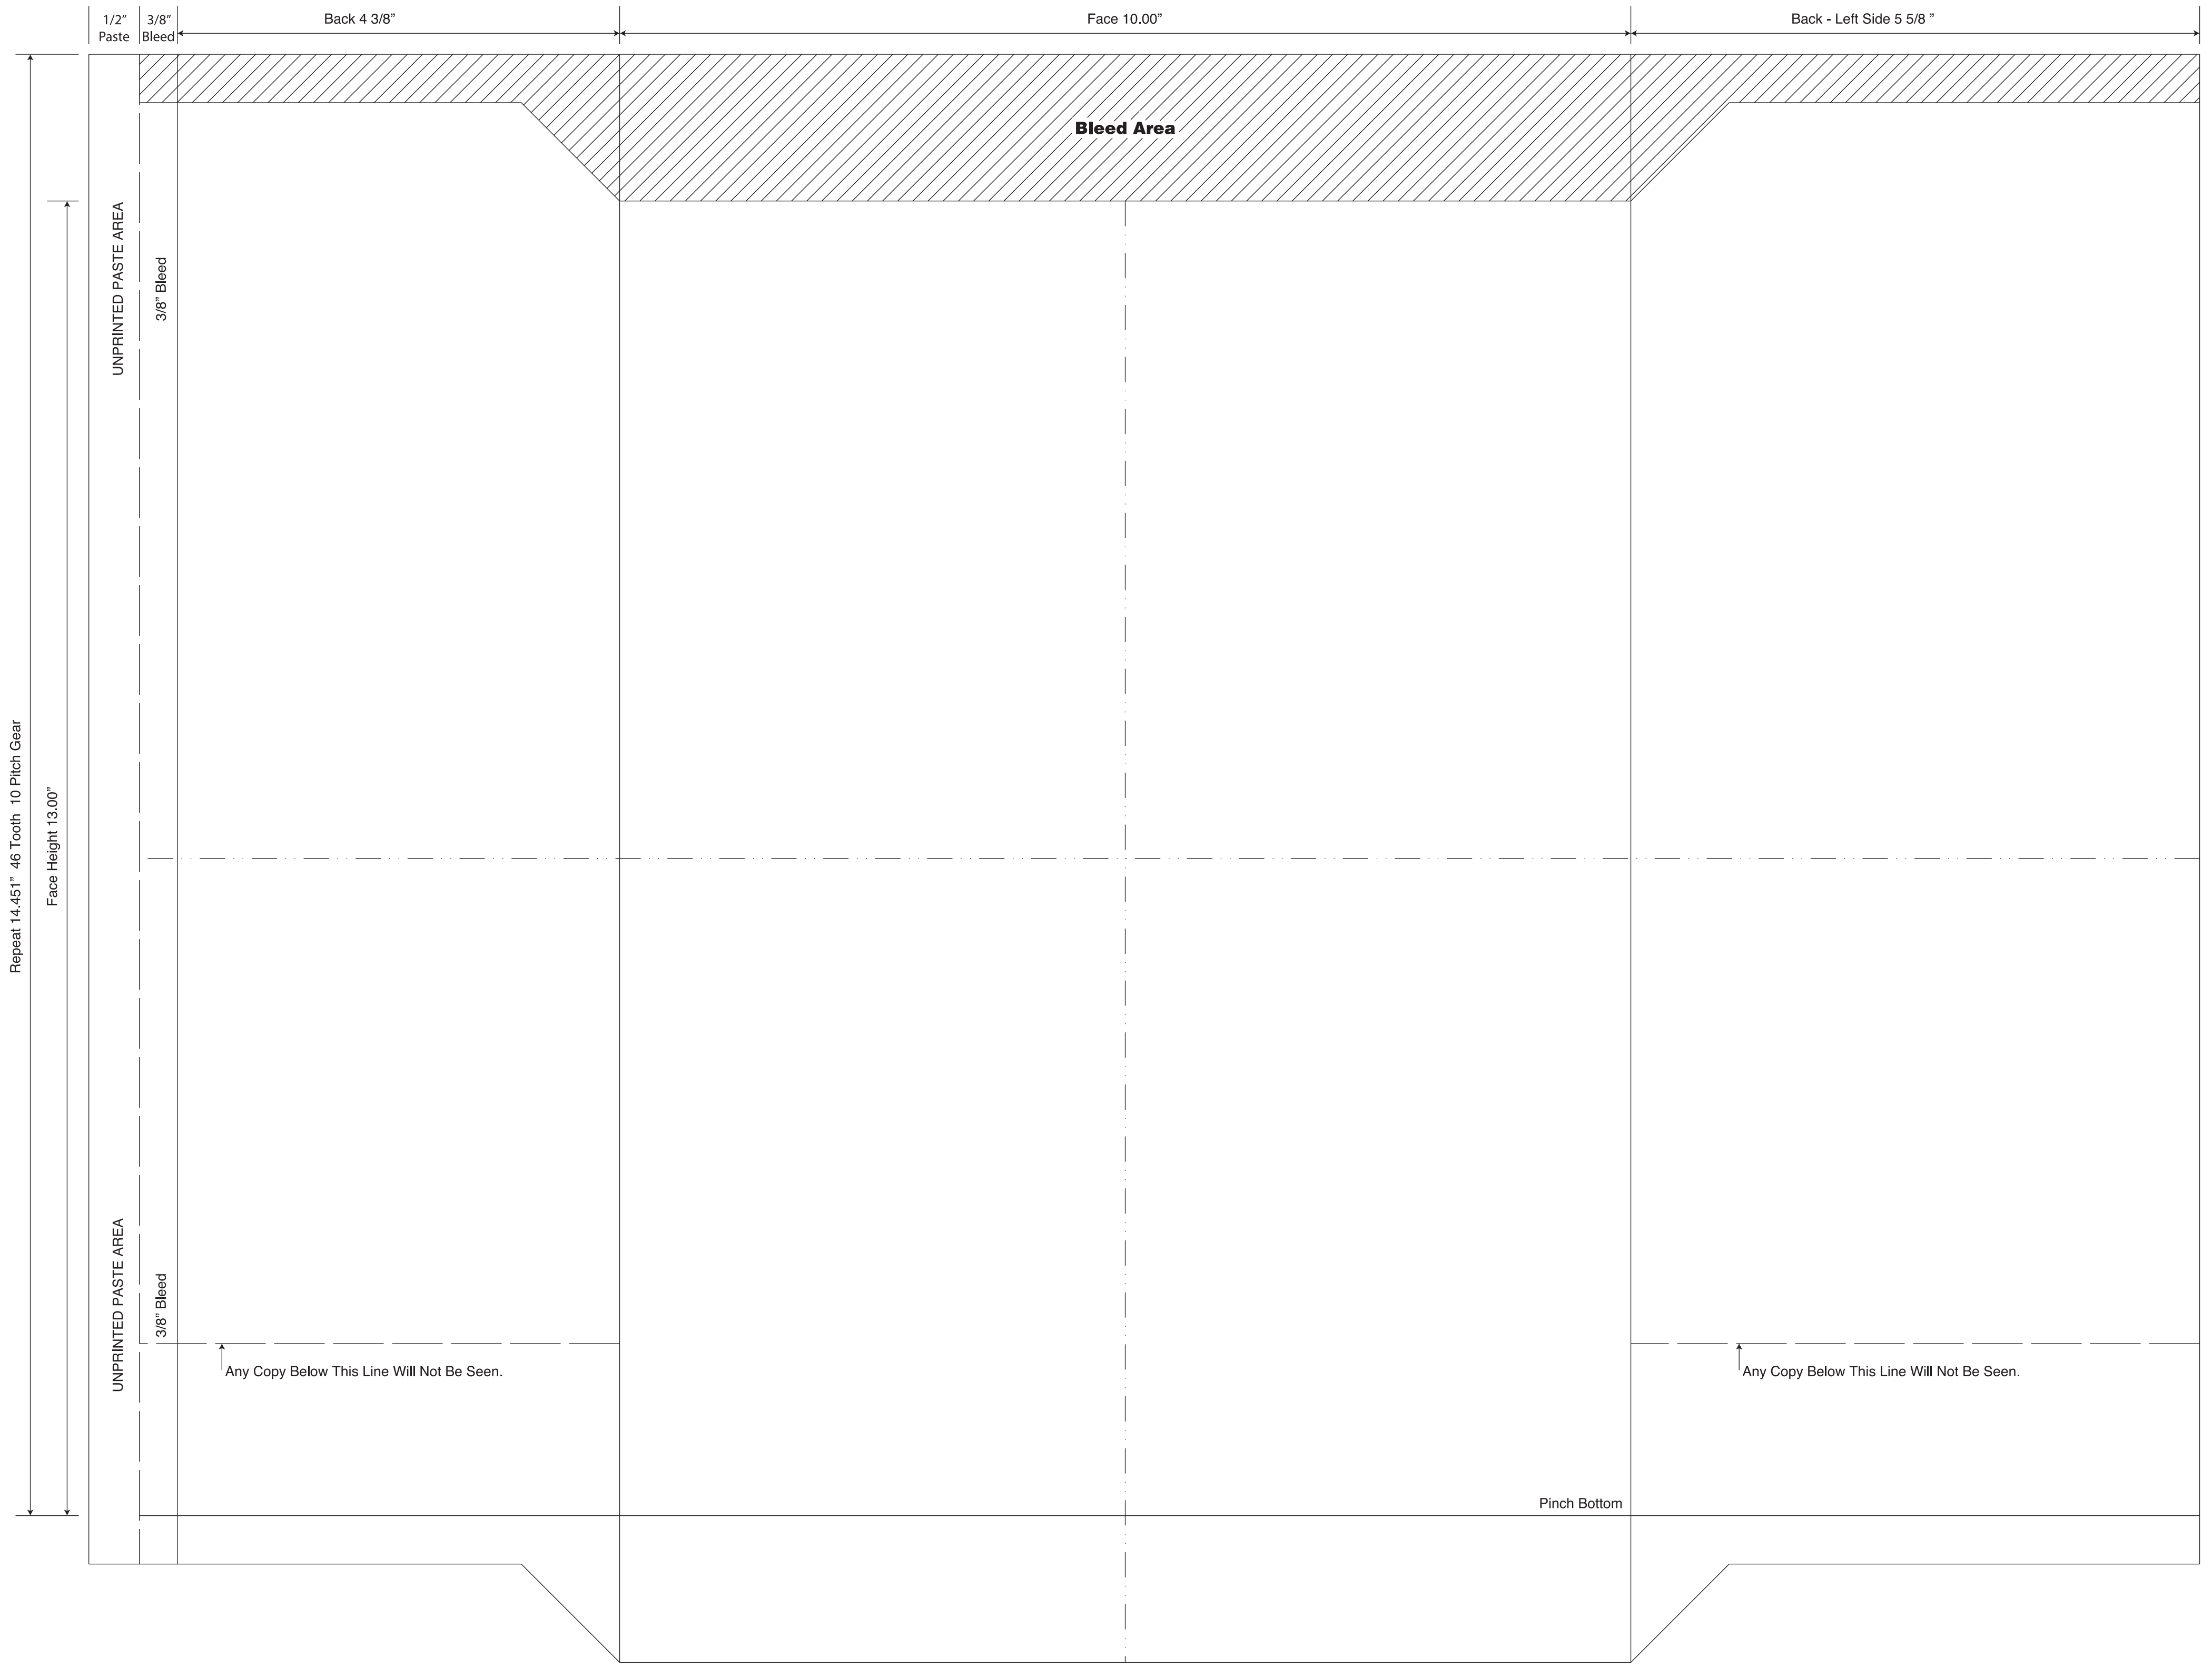 1/2”
Paste
3/8”
Bleed
Back 4 3/8”
Face 10.00”
Back - Left Side 5 5/8 ”
Bleed Area
UNPRINTED PASTE AREA
3/8” Bleed
Repeat 14.451”  46 Tooth  10 Pitch Gear
Face Height 13.00”
UNPRINTED PASTE AREA
3/8” Bleed
Any Copy Below This Line Will Not Be Seen.
Any Copy Below This Line Will Not Be Seen.
Pinch Bottom